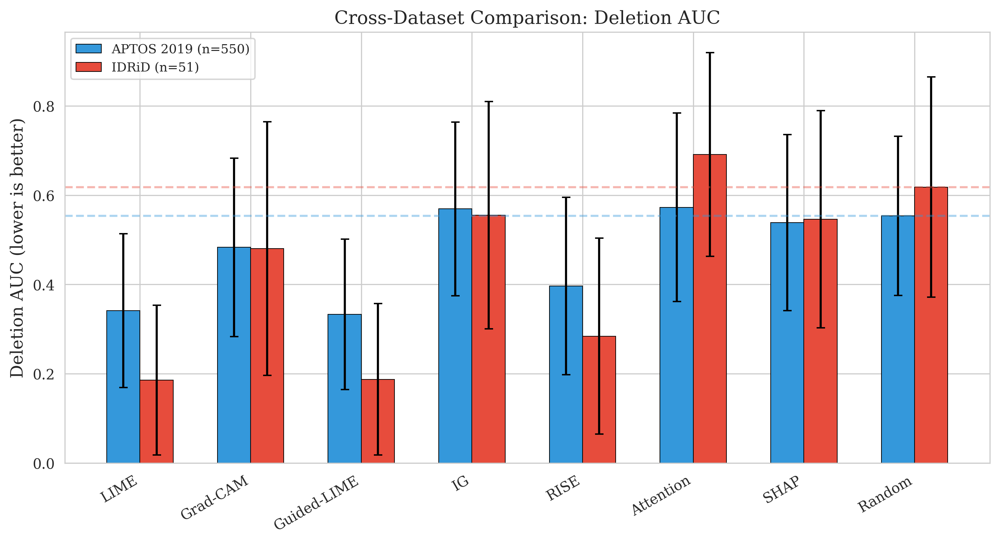 Cross-Dataset Comparison: Deletion AUC
APTOS 2019 (n=550)
IDRiD (n=51)
Deletion AUC (lower is better)
0.8
0.6
0.4
0.2
0.0
LIME
Grad-CAM
Guided-LIME
IG
RISE
Attention
SHAP
Random